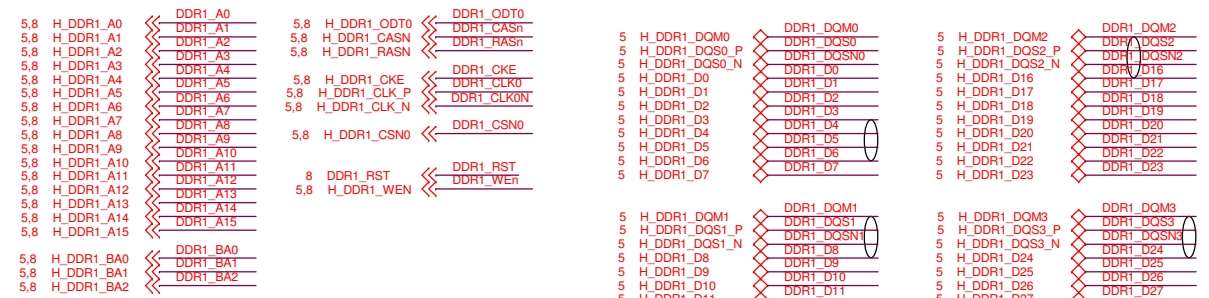 5,8 H_DDR1_A0 DDR1_A0
5,8 H_DDR1_A1 DDR1_A1
5,8 H_DDR1_A2 DDR1_A2
5,8 H_DDR1_A3 DDR1_A3
5,8 H_DDR1_A4 DDR1_A4
5,8 H_DDR1_A5 DDR1_A5
5,8 H_DDR1_A6 DDR1_A6
5,8 H_DDR1_A7 DDR1_A7
5,8 H_DDR1_A8 DDR1_A8
5,8 H_DDR1_A9 DDR1_A9
5,8 H_DDR1_A10 DDR1_A10
5,8 H_DDR1_A11 DDR1_A11
5,8 H_DDR1_A12 DDR1_A12
5,8 H_DDR1_A13 DDR1_A13
5,8 H_DDR1_A14 DDR1_A14
5,8 H_DDR1_A15 DDR1_A15
5,8 H_DDR1_BA0 DDR1_BA0
5,8 H_DDR1_BA1 DDR1_BA1
5,8 H_DDR1_BA2 DDR1_BA2
5,8 H_DDR1_ODT0 DDR1_ODT0
5,8 H_DDR1_CASN DDR1_CASn
5,8 H_DDR1_RASN DDR1_RASn
5,8 H_DDR1_CKE DDR1_CKE
5,8 H_DDR1_CLK_P DDR1_CLK0
5,8 H_DDR1_CLK_N DDR1_CLK0N
5,8 H_DDR1_CSN0 DDR1_CSN0
8 DDR1_RST DDR1_RST
5,8 H_DDR1_WEN DDR1_WEn
5 H_DDR1_DQM0 DDR1_DQM0
5 H_DDR1_DQS0_P DDR1_DQS0
5 H_DDR1_DQS0_N DDR1_DQSN0
5 H_DDR1_D0 DDR1_D0
5 H_DDR1_D1 DDR1_D1
5 H_DDR1_D2 DDR1_D2
5 H_DDR1_D3 DDR1_D3
5 H_DDR1_D4 DDR1_D4
5 H_DDR1_D5 DDR1_D5
5 H_DDR1_D6 DDR1_D6
5 H_DDR1_D7 DDR1_D7
5 H_DDR1_DQM1 DDR1_DQM1
5 H_DDR1_DQS1_P DDR1_DQS1
5 H_DDR1_DQS1_N DDR1_DQSN1
5 H_DDR1_D8 DDR1_D8
5 H_DDR1_D9 DDR1_D9
5 H_DDR1_D10 DDR1_D10
5 H_DDR1_D11 DDR1_D11
5 H_DDR1_DQM2 DDR1_DQM2
5 H_DDR1_DQS2_P DDR1_DQS2
5 H_DDR1_DQS2_N DDR1_DQSN2
5 H_DDR1_D16 DDR1_D16
5 H_DDR1_D17 DDR1_D17
5 H_DDR1_D18 DDR1_D18
5 H_DDR1_D19 DDR1_D19
5 H_DDR1_D20 DDR1_D20
5 H_DDR1_D21 DDR1_D21
5 H_DDR1_D22 DDR1_D22
5 H_DDR1_D23 DDR1_D23
5 H_DDR1_DQM3 DDR1_DQM3
5 H_DDR1_DQS3_P DDR1_DQS3
5 H_DDR1_DQS3_N DDR1_DQSN3
5 H_DDR1_D24 DDR1_D24
5 H_DDR1_D25 DDR1_D25
5 H_DDR1_D26 DDR1_D26
5 H_DDR1_D27 DDR1_D27